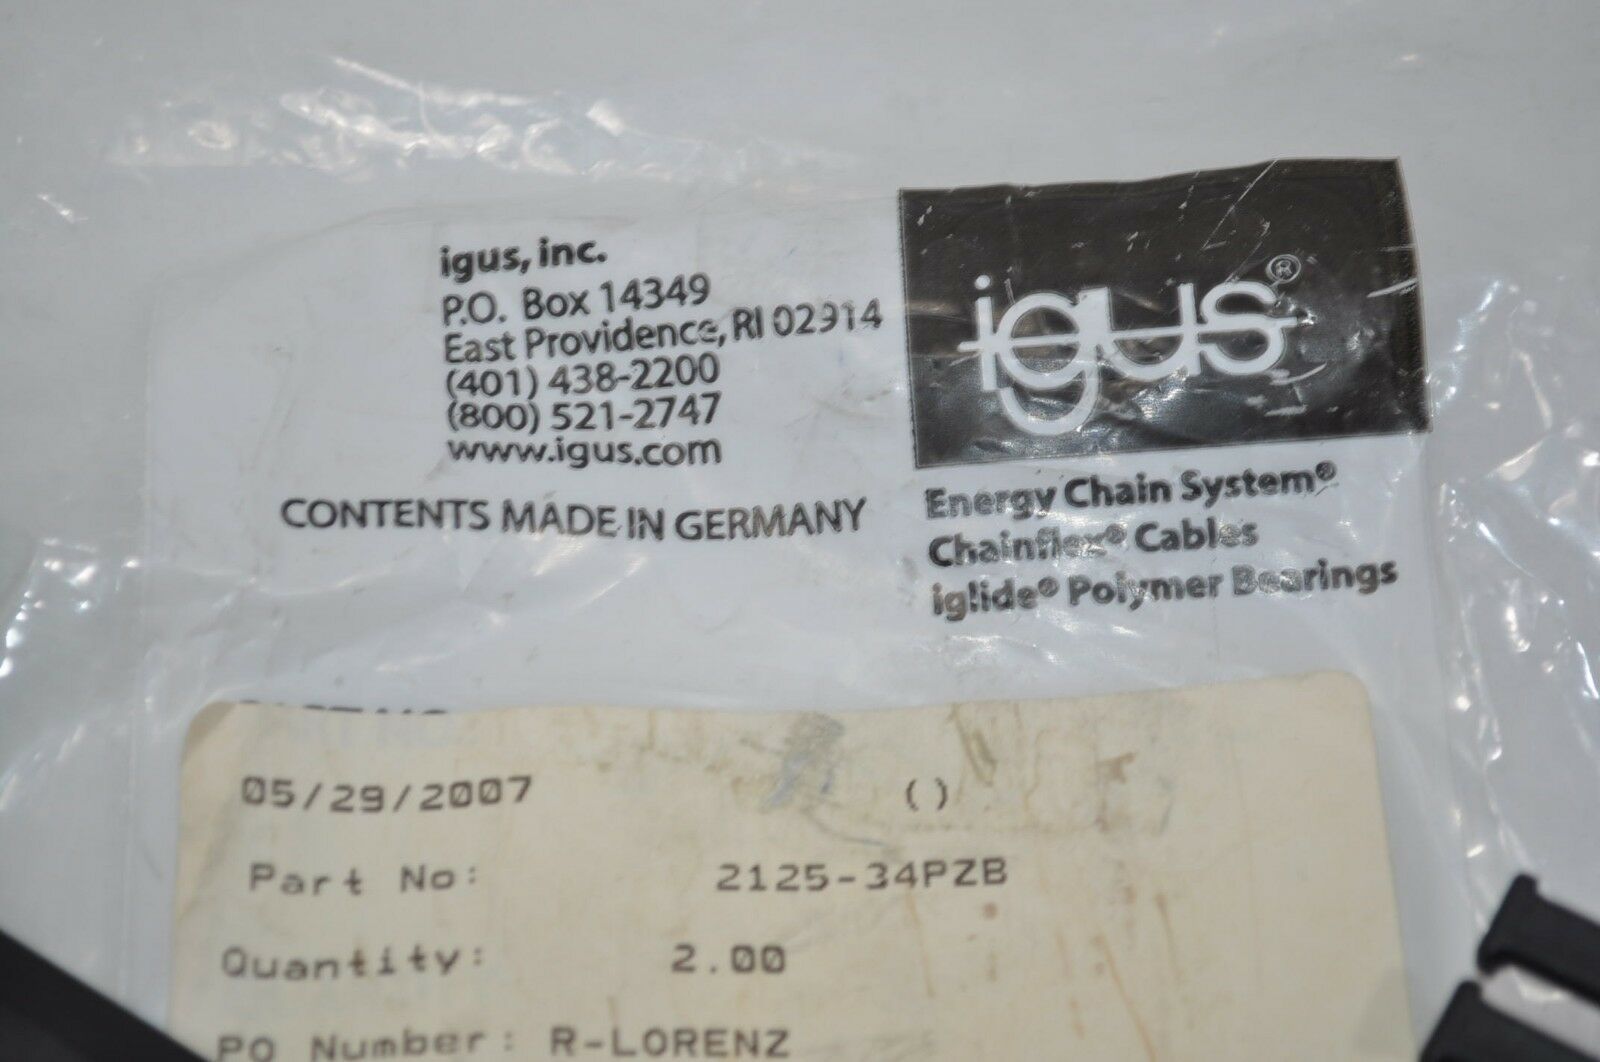 igus, inc.
P.O. Box 14349
East Providence, RI 02914
(401) 438-2200
(800) 521-2747
www.igus.com
CONTENTS MADE IN GERMANY
igus®
Energy Chain System®
Chainflex® Cables
iglide® Polymer Bearings
05/29/2007 ()
Part No: 2125-34PZB
Quantity: 2.00
PO Number: R-LORENZ